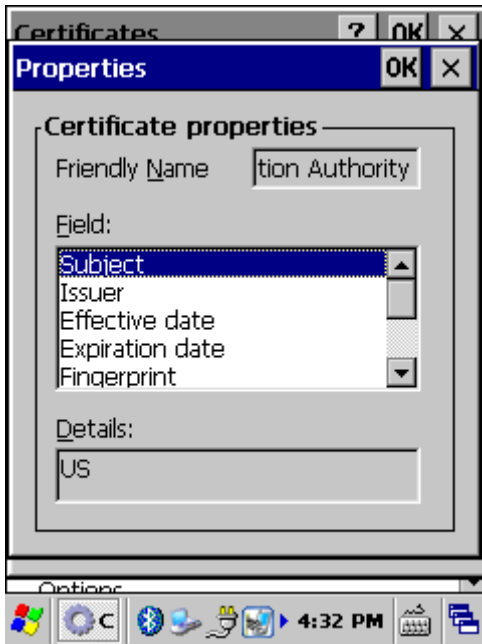 Certificates ? OK ×
Properties OK ×
Certificate properties
Friendly Name tion Authority
Field:
Subject
Issuer
Effective date
Expiration date
Fingerprint
Details:
US
Options
C 4:32 PM